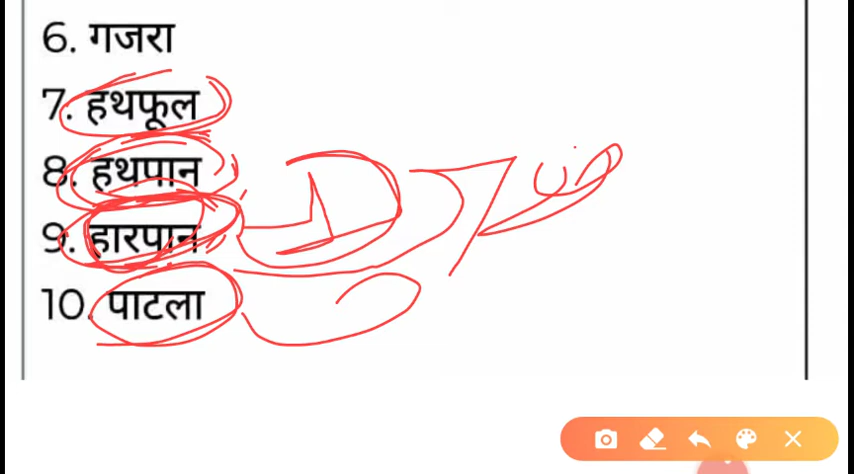 6. गजरा
7. हथफूल
8. हथपान
9. हारपान
10. पाटला